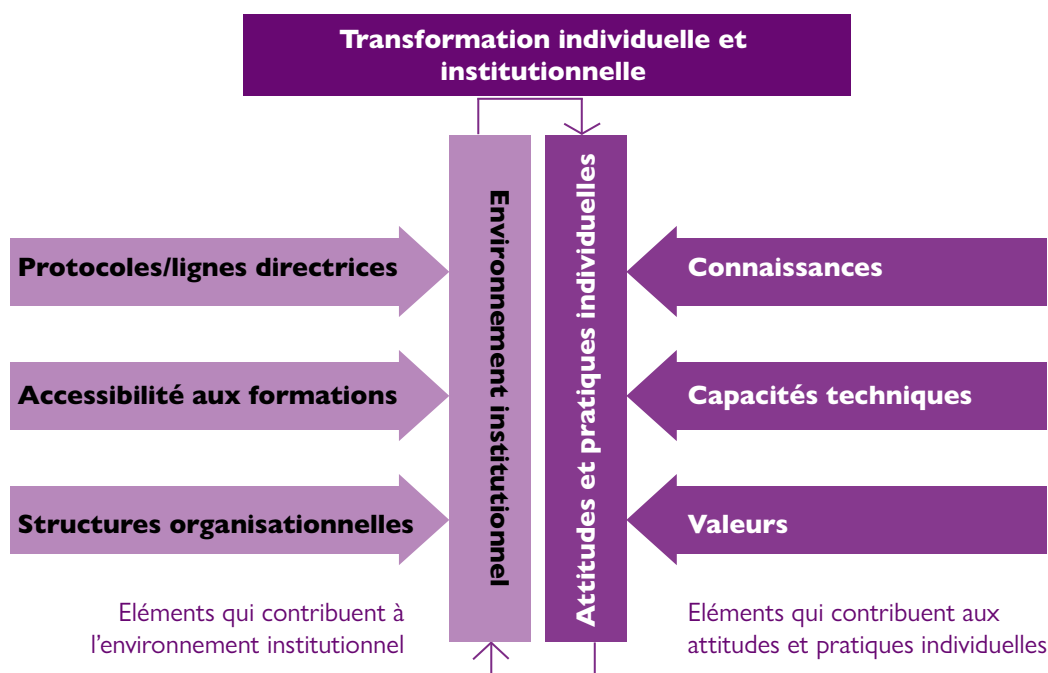 Transformation individuelle et
institutionnelle
Protocoles/lignes directrices
Accessibilité aux formations
Structures organisationnelles
Eléments qui contribuent à
l’environnement institutionnel
Environnement institutionnel
Attitudes et pratiques individuelles
Connaissances
Capacités techniques
Valeurs
Eléments qui contribuent aux
attitudes et pratiques individuelles